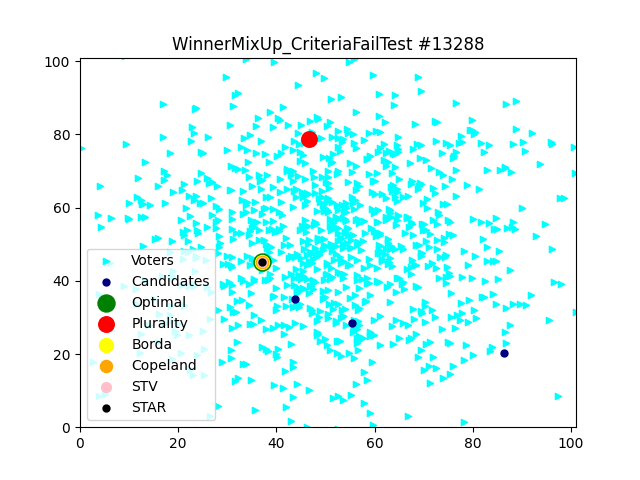 WinnerMixUp_CriteriaFailTest #13288
100
80
60
40
20
0
0 20 40 60 80 100
Voters
Candidates
Optimal
Plurality
Borda
Copeland
STV
STAR